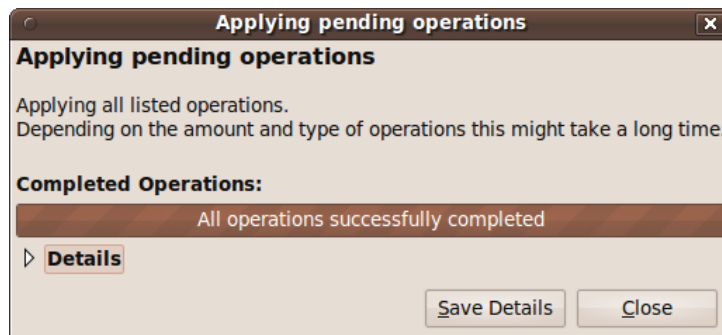 Applying pending operations
Applying pending operations
Applying all listed operations.
Depending on the amount and type of operations this might take a long time.
Completed Operations:
All operations successfully completed
Details
Save Details
Close